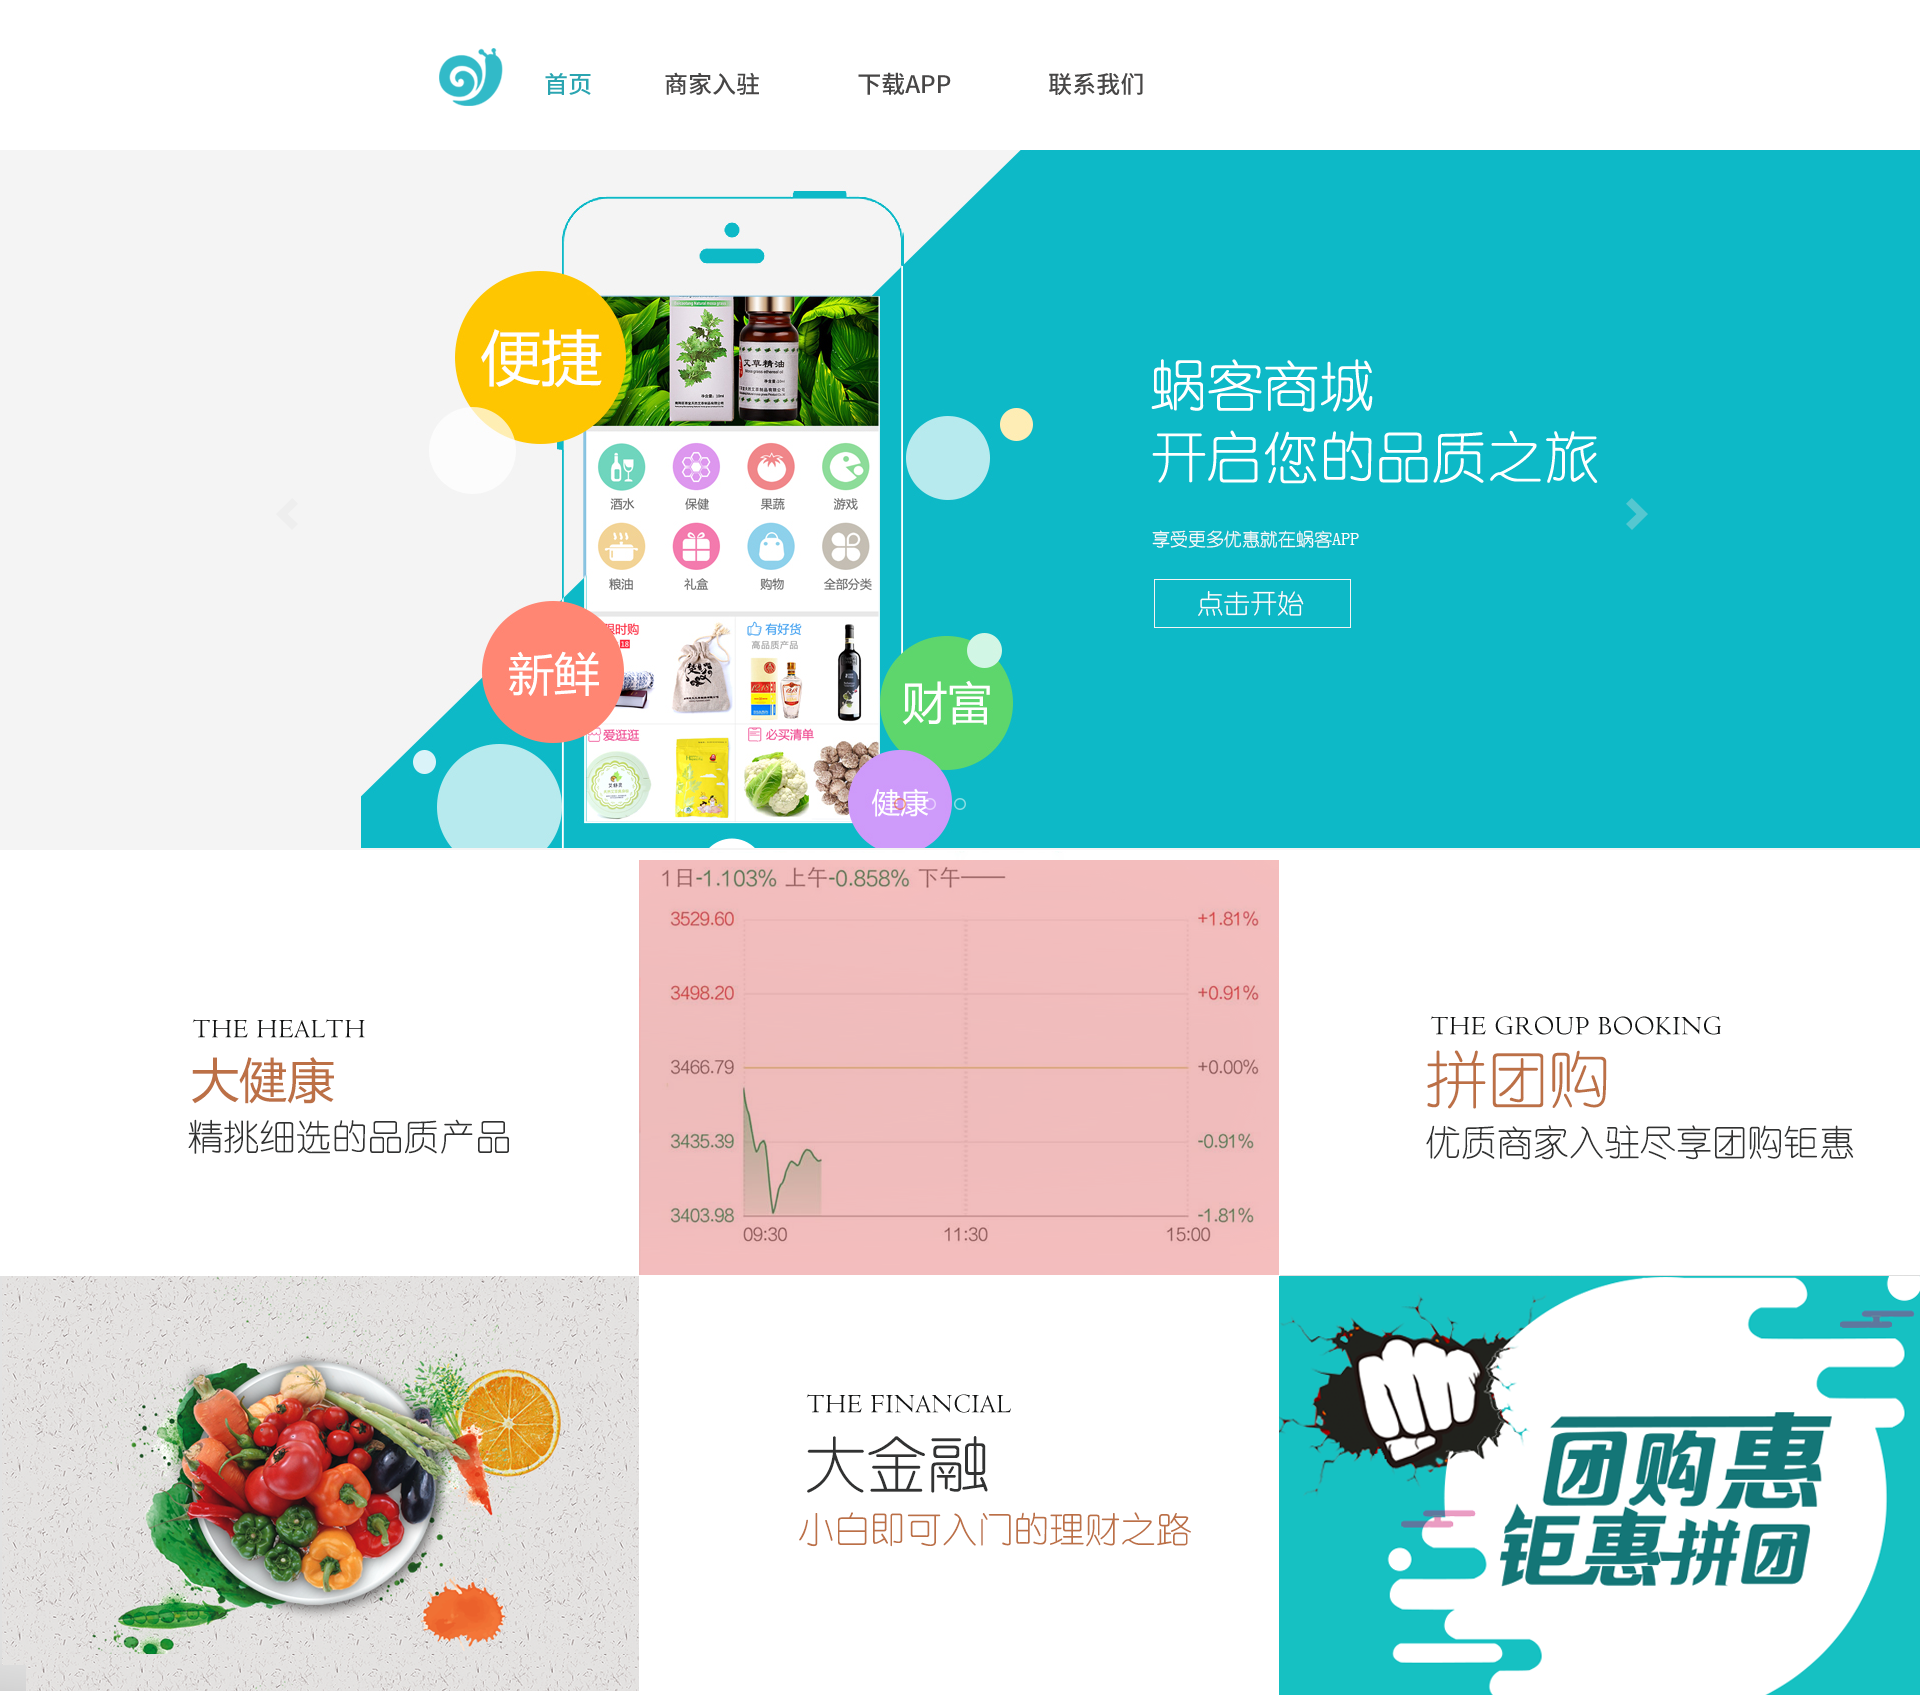 首页 商家入驻 下载APP 联系我们
便捷
艾草精油
蜗客商城
开启您的品质之旅
酒水 保健 果蔬 游戏
享受更多优惠就在蜗客APP
粮油 礼盒 购物 全部分类
点击开始
限时购 有好货
18 高品质产品
1218
新鲜
财富
爱逛逛 必买清单
健康
1日-1.103% 上午-0.858% 下午——
3529.60 +1.81%
3498.20 +0.91%
3466.79 +0.00%
3435.39 -0.91%
3403.98 -1.81%
09:30 11:30 15:00
THE HEALTH
大健康
精挑细选的品质产品
THE GROUP BOOKING
拼团购
优质商家入驻尽享团购钜惠
THE FINANCIAL
大金融
小白即可入门的理财之路
团购惠
钜惠拼团